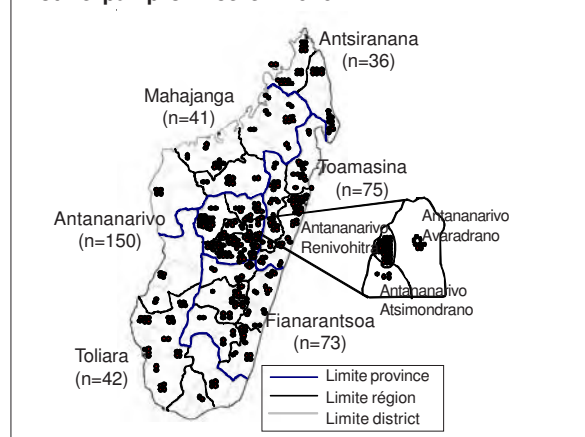 Antsiranana
(n=36)
Mahajanga
(n=41)
Toamasina
(n=75)
Antananarivo
(n=150)
Antananarivo
Renivohitra
Antananarivo
Avaradrano
Antananarivo
Atsimondrano
Fianarantsoa
(n=73)
Toliara
(n=42)
Limite province
Limite région
Limite district